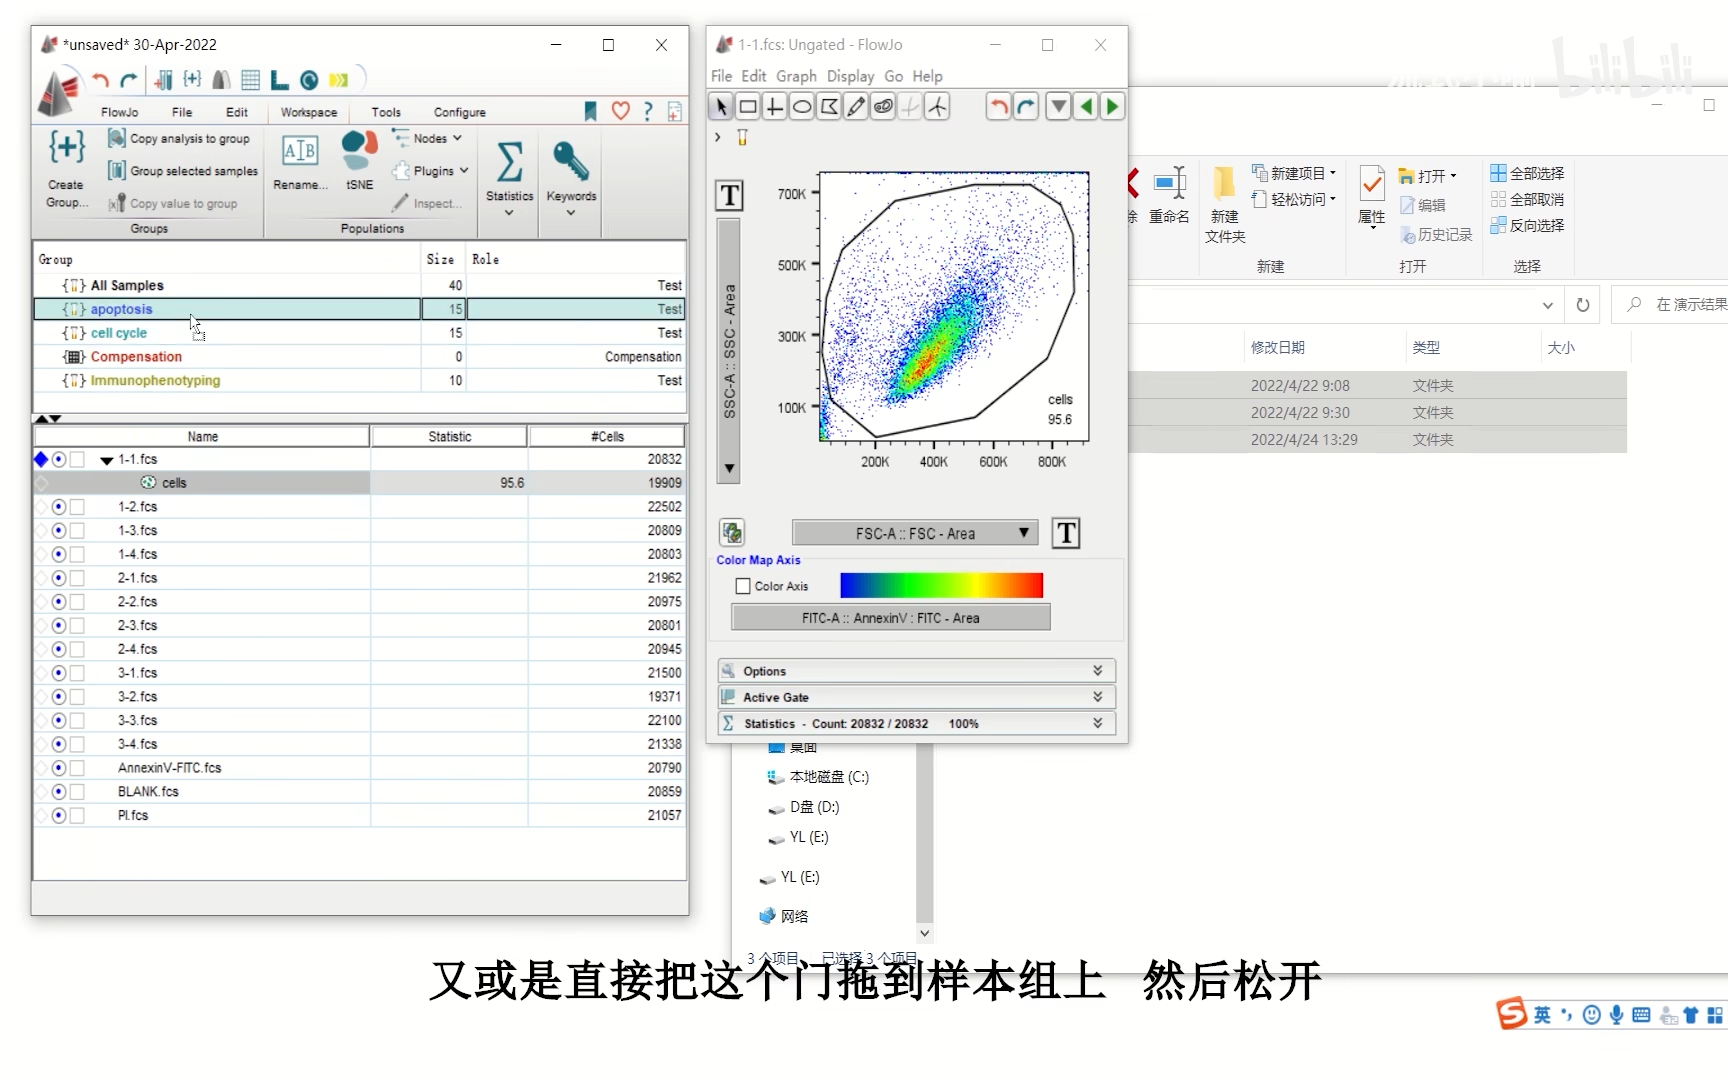 *unsaved* 30-Apr-2022
FlowJo File Edit Workspace Tools Configure
Create Group...
Copy analysis to group
Group selected samples
Copy value to group
Groups
Rename...
tSNE
Nodes
Plugins
Inspect...
Populations
Statistics
Keywords
Group Size Role
All Samples 40 Test
apoptosis 15 Test
cell cycle 15 Test
Compensation 0 Compensation
Immunophenotyping 10 Test
Name Statistic #Cells
1-1.fcs 20832
cells 95.6 19909
1-2.fcs 22502
1-3.fcs 20809
1-4.fcs 20803
2-1.fcs 21962
2-2.fcs 20975
2-3.fcs 20801
2-4.fcs 20945
3-1.fcs 21500
3-2.fcs 19371
3-3.fcs 22100
3-4.fcs 21338
AnnexinV-FITC.fcs 20790
BLANK.fcs 20859
PI.fcs 21057
1-1.fcs: Ungated - FlowJo
File Edit Graph Display Go Help
T
SSC-A :: SSC - Area
700K
500K
300K
100K
cells
95.6
200K 400K 600K 800K
FSC-A :: FSC - Area
T
Color Map Axis
Color Axis
FITC-A :: AnnexinV : FITC - Area
Options
Active Gate
Statistics - Count: 20832 / 20832 100%
bilibili
除
重命名
新建
文件夹
新建项目
轻松访问
新建
属性
打开
编辑
历史记录
打开
全部选择
全部取消
反向选择
选择
在 演示结果
修改日期 类型 大小
2022/4/22 9:08 文件夹
2022/4/22 9:30 文件夹
2022/4/24 13:29 文件夹
桌面
本地磁盘 (C:)
D盘 (D:)
YL (E:)
YL (E:)
网络
3 个项目 已选择 3 个项目
又或是直接把这个门拖到样本组上 然后松开
英